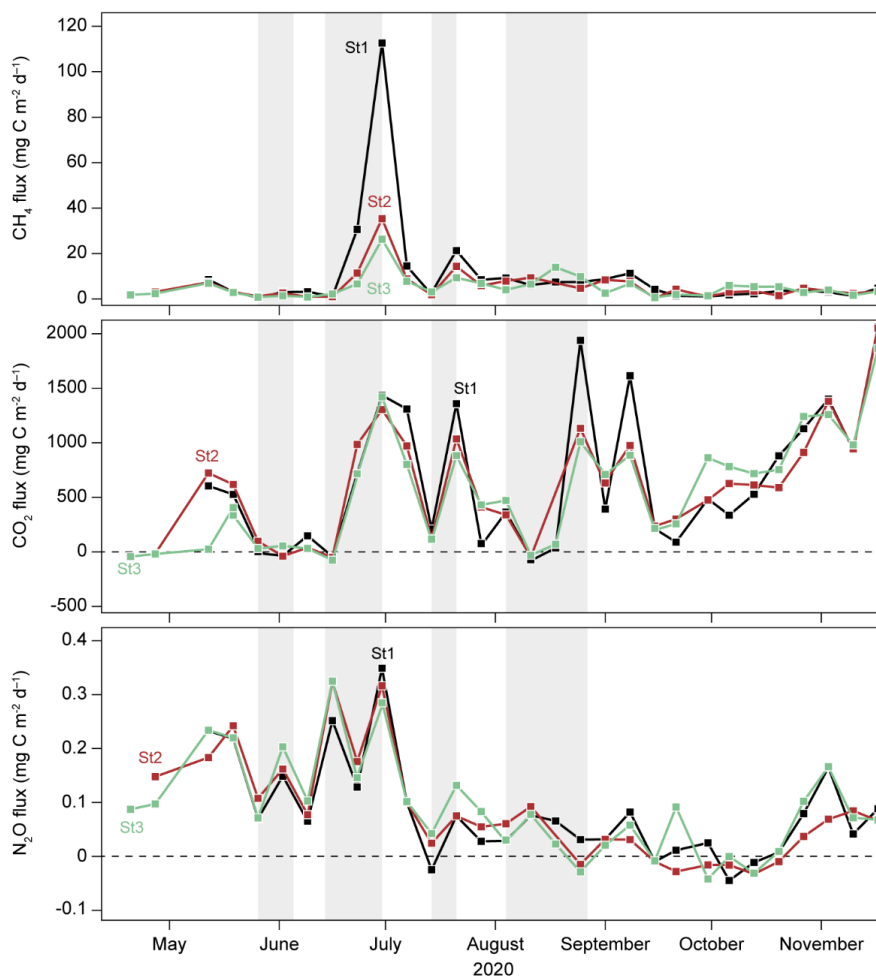 CH₄ flux (mg C m⁻² d⁻¹)
120
100
80
60
40
20
0
St1
St2
St3
CO₂ flux (mg C m⁻² d⁻¹)
2000
1500
1000
500
0
-500
St1
St2
St3
N₂O flux (mg C m⁻² d⁻¹)
0.4
0.3
0.2
0.1
0
-0.1
St1
St2
St3
May June July August September October November
2020